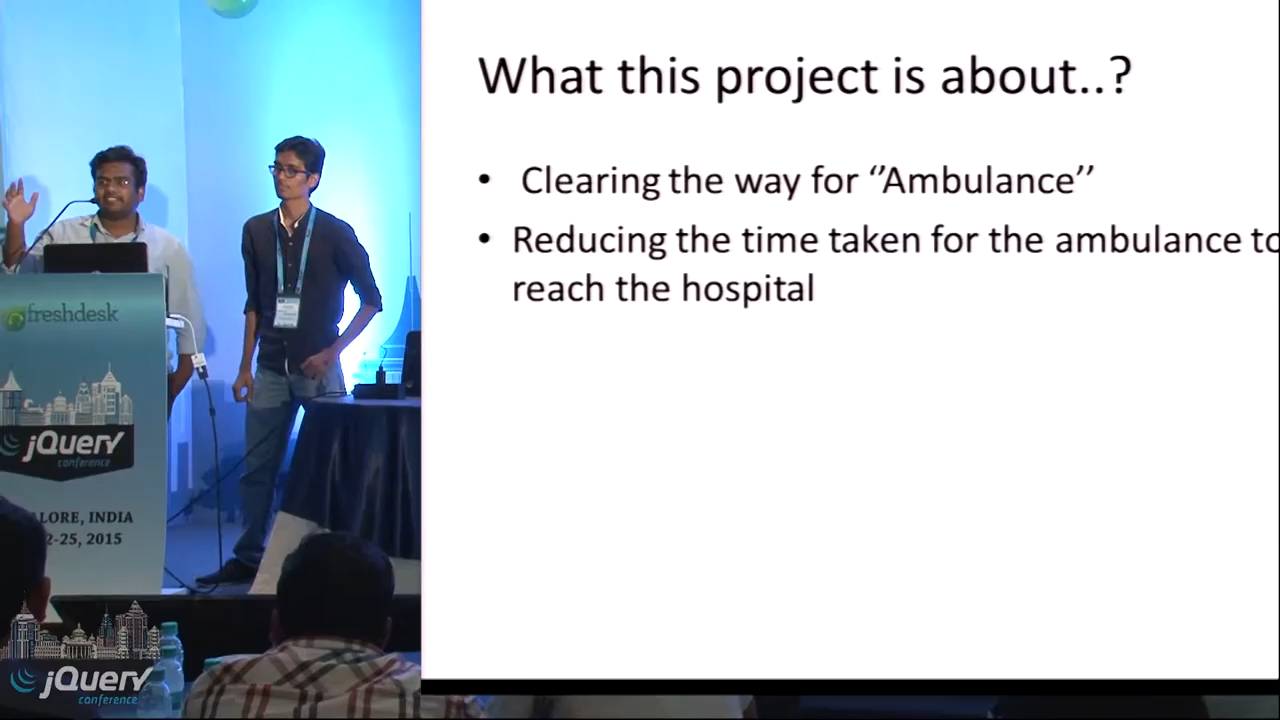 What this project is about..?
• Clearing the way for ‘’Ambulance’’
• Reducing the time taken for the ambulance to
reach the hospital
freshdesk
jQuery
conference
ALORE, INDIA
2-25, 2015
jQuery
conference